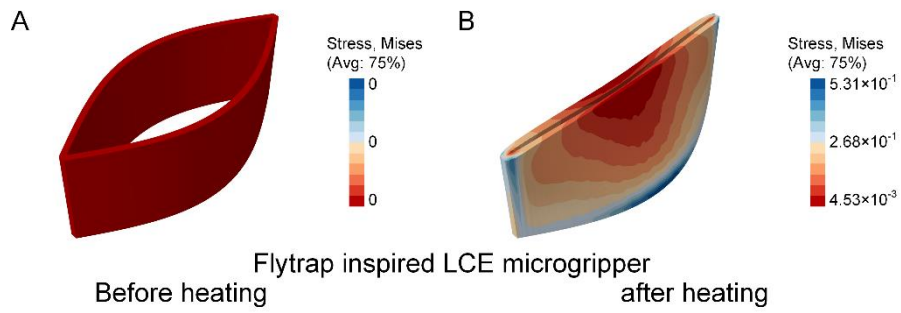 A
Stress, Mises
(Avg: 75%)
0
0
0
B
Stress, Mises
(Avg: 75%)
5.31×10⁻¹
2.68×10⁻¹
4.53×10⁻³
Flytrap inspired LCE microgripper
Before heating
after heating